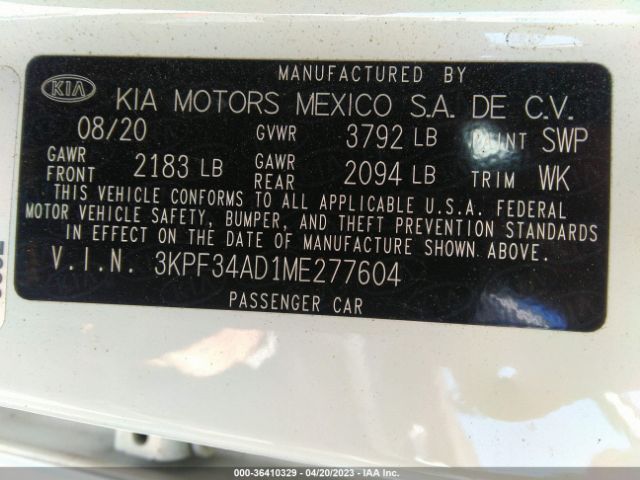 MANUFACTURED BY
KIA KIA MOTORS MEXICO S.A. DE C.V.
08/20 GVWR 3792 LB PAINT SWP
GAWR FRONT 2183 LB GAWR REAR 2094 LB TRIM WK
THIS VEHICLE CONFORMS TO ALL APPLICABLE U.S.A. FEDERAL
MOTOR VEHICLE SAFETY, BUMPER, AND THEFT PREVENTION STANDARDS
IN EFFECT ON THE DATE OF MANUFACTURE SHOWN ABOVE.
V.I.N. 3KPF34AD1ME277604
PASSENGER CAR
000-36410329 - 04/20/2023 - IAA Inc.